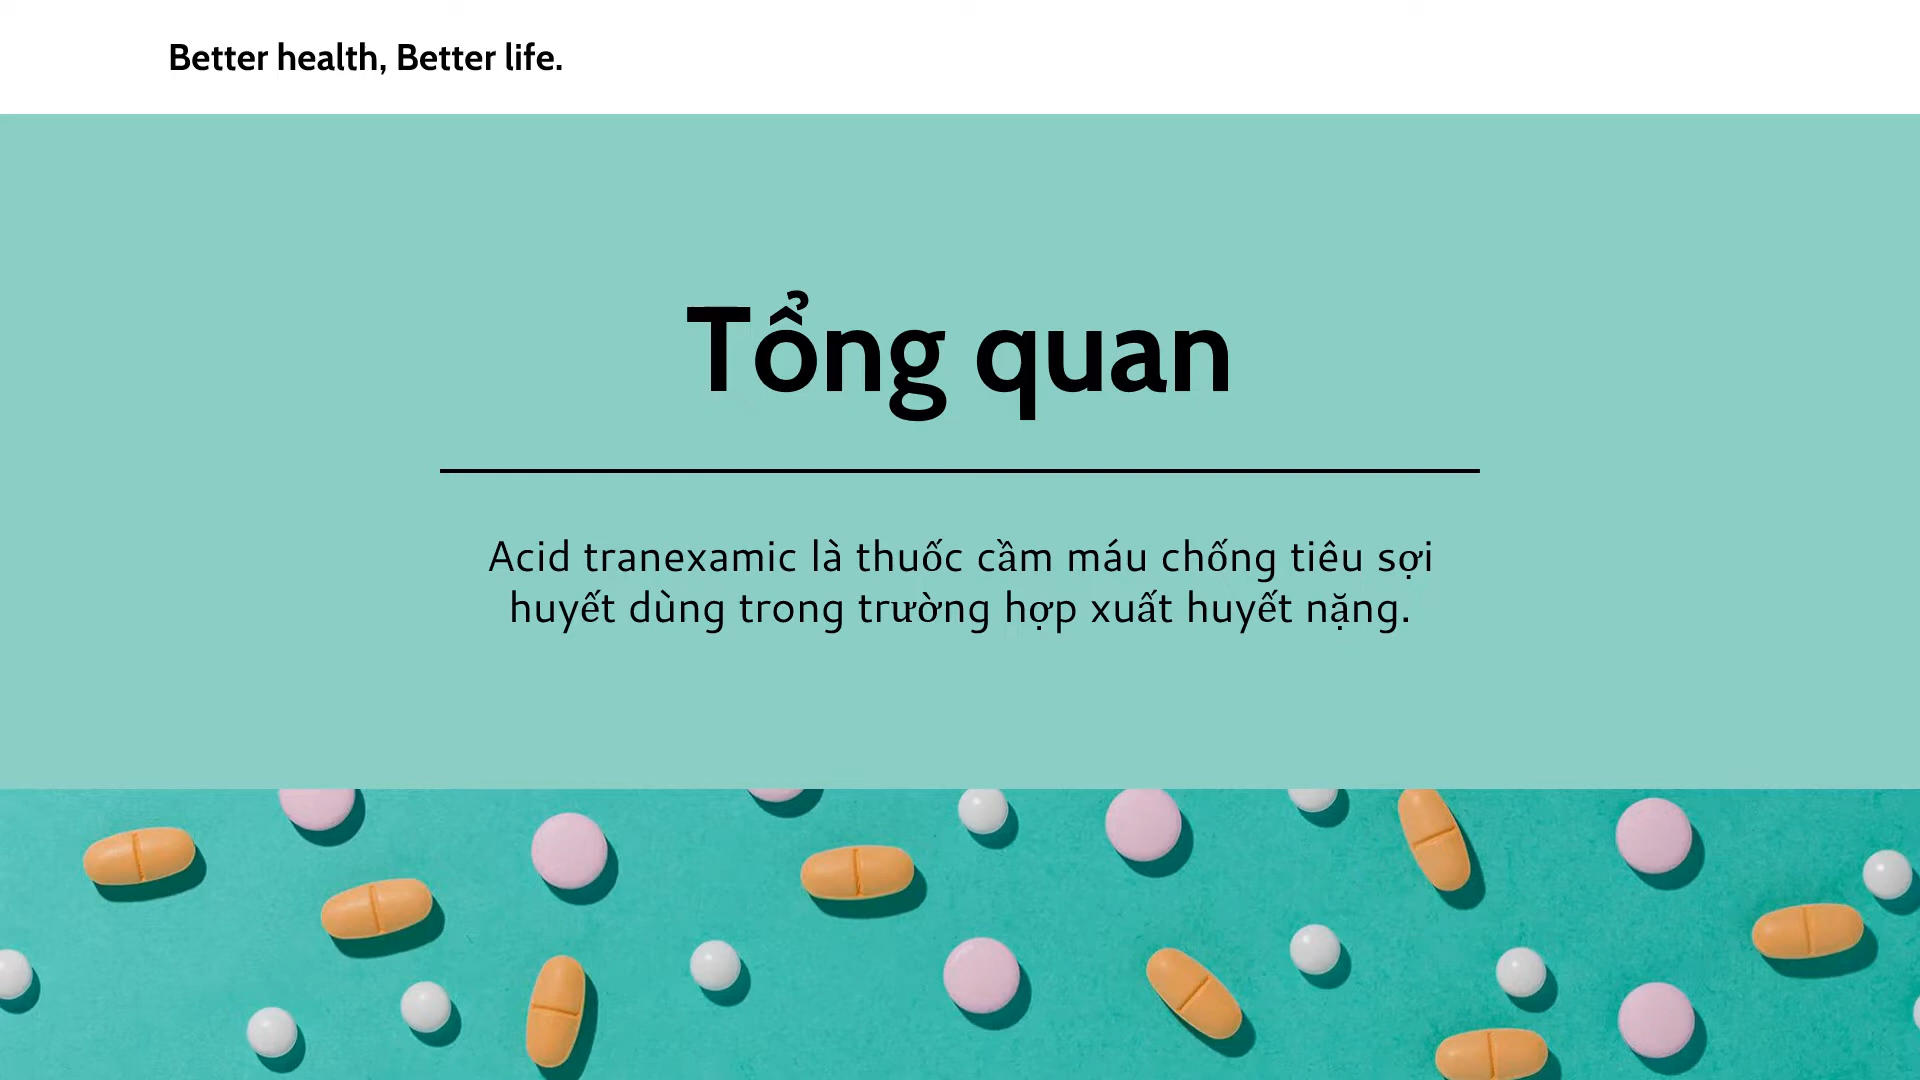 Better health, Better life.
Tổng quan
Acid tranexamic là thuốc cầm máu chống tiêu sợi
huyết dùng trong trường hợp xuất huyết nặng.